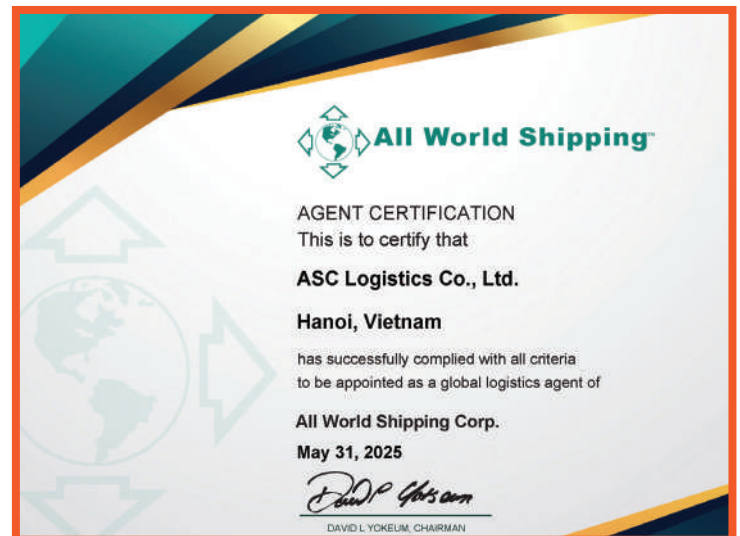 All World Shipping™
AGENT CERTIFICATION
This is to certify that
ASC Logistics Co., Ltd.
Hanoi, Vietnam
has successfully complied with all criteria
to be appointed as a global logistics agent of
All World Shipping Corp.
May 31, 2025
DAVID L YOKEUM, CHAIRMAN